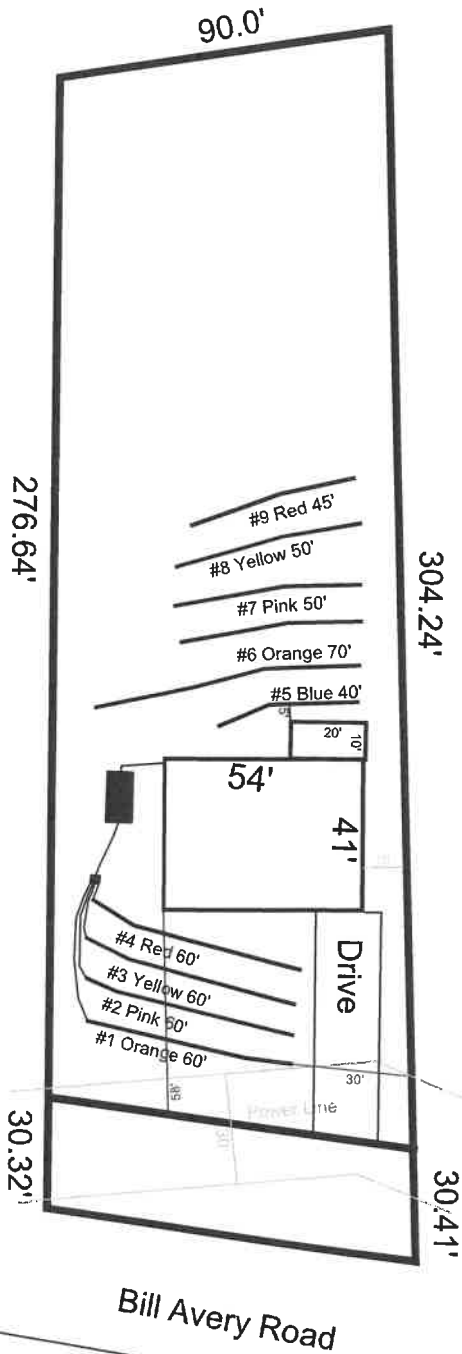 90.0'
276.64'
304.24'
#9 Red 45'
#8 Yellow 50'
#7 Pink 50'
#6 Orange 70'
#5 Blue 40'
5'
20'
10'
54'
41'
Drive
#4 Red 60'
#3 Yellow 60'
#2 Pink 60'
#1 Orange 60'
30'
58'
Power Line
30'
30.32'
30.41'
Bill Avery Road